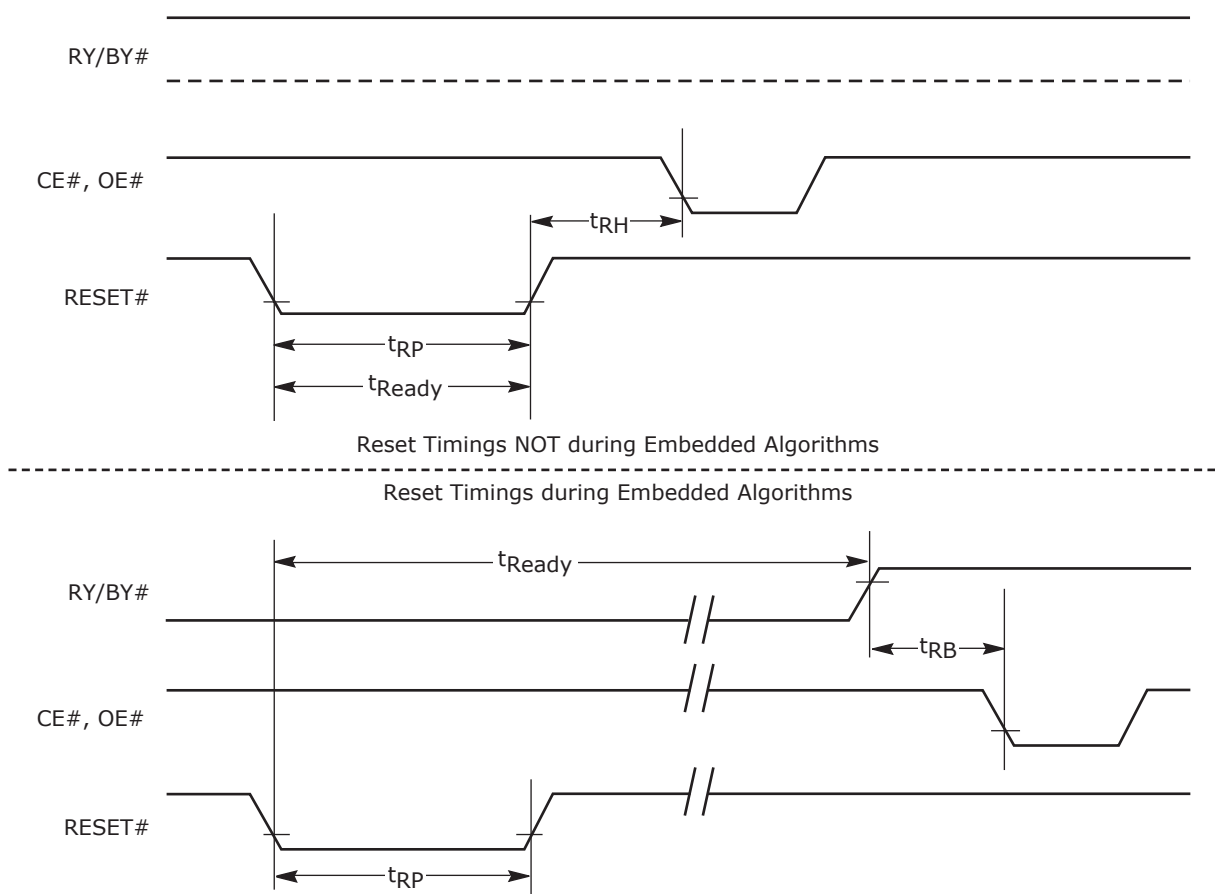 RY/BY#
CE#, OE#
tRH
RESET#
tRP
tReady
Reset Timings NOT during Embedded Algorithms
Reset Timings during Embedded Algorithms
tReady
RY/BY#
tRB
CE#, OE#
RESET#
tRP